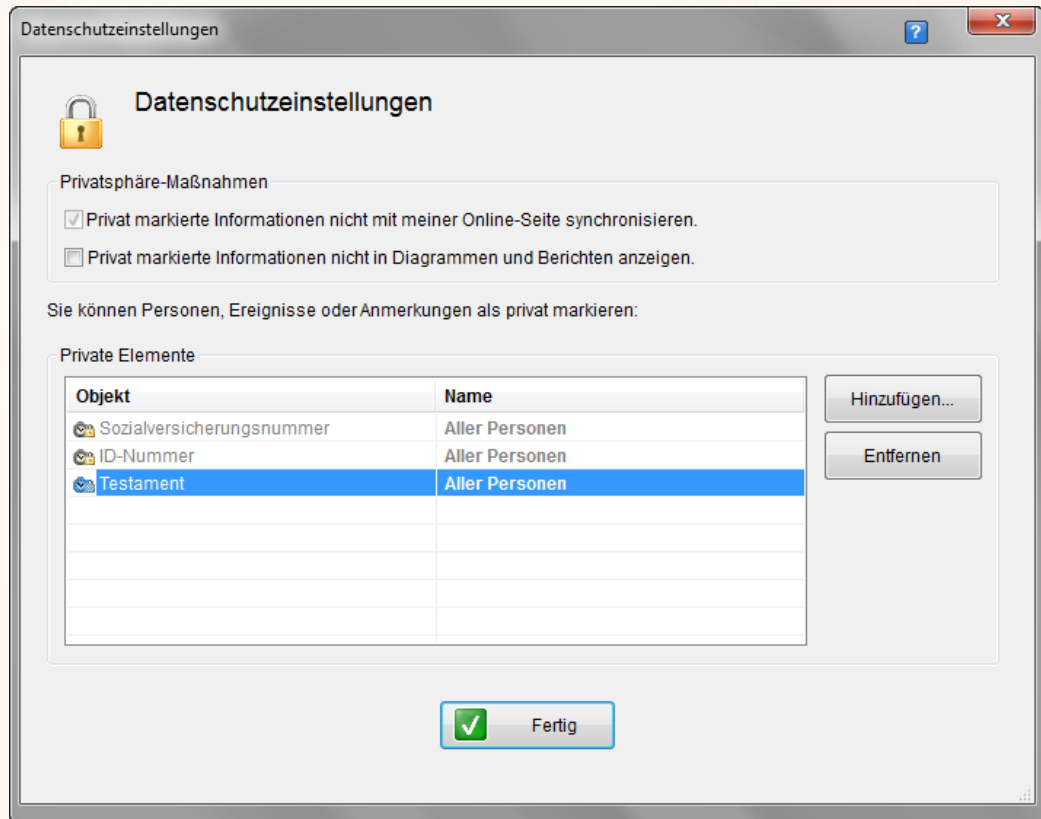 Datenschutzeinstellungen
?
Datenschutzeinstellungen
Privatsphäre-Maßnahmen
Privat markierte Informationen nicht mit meiner Online-Seite synchronisieren.
Privat markierte Informationen nicht in Diagrammen und Berichten anzeigen.
Sie können Personen, Ereignisse oder Anmerkungen als privat markieren:
Private Elemente
Objekt Name
Hinzufügen...
Sozialversicherungsnummer Aller Personen
ID-Nummer Aller Personen
Entfernen
Testament Aller Personen
Fertig